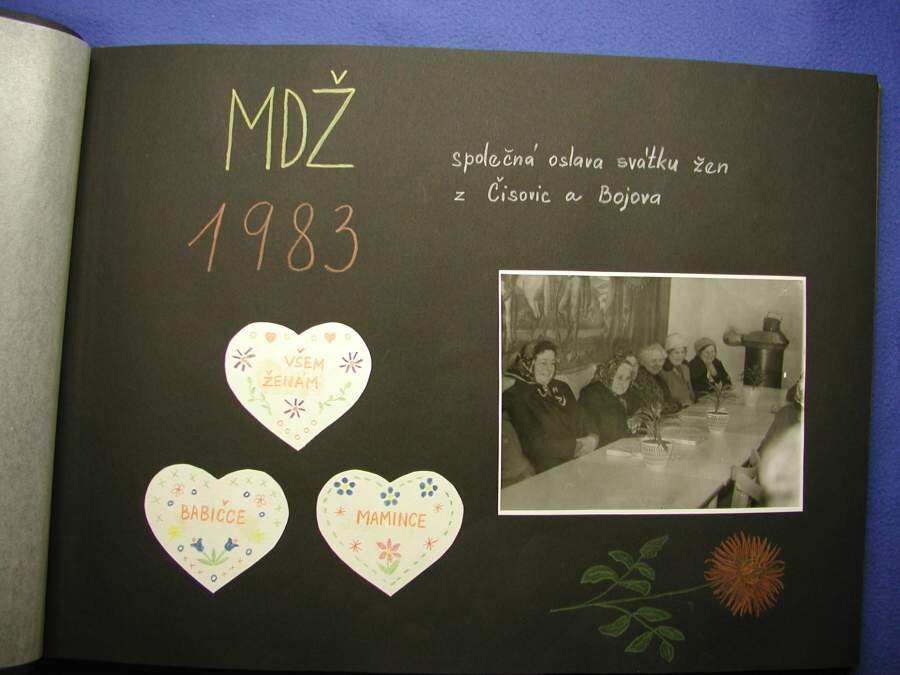 MDŽ
1983
společná oslava svátku žen
z Čisovic a Bojova
VŠEM
ŽENÁM
BABIČCE
MAMINCE